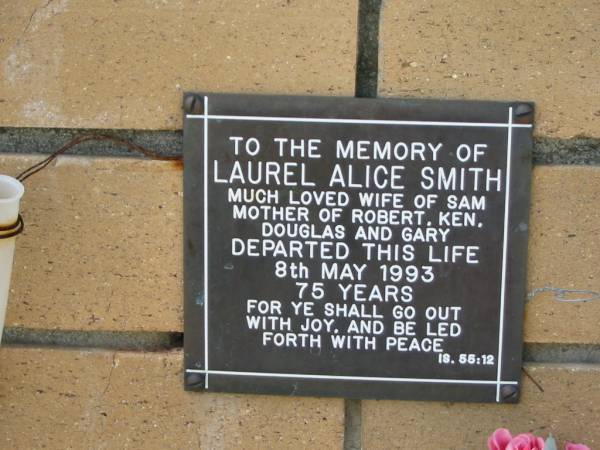 TO THE MEMORY OF
LAUREL ALICE SMITH
MUCH LOVED WIFE OF SAM
MOTHER OF ROBERT, KEN,
DOUGLAS AND GARY
DEPARTED THIS LIFE
8th MAY 1993
75 YEARS
FOR YE SHALL GO OUT
WITH JOY, AND BE LED
FORTH WITH PEACE
IS. 55:12